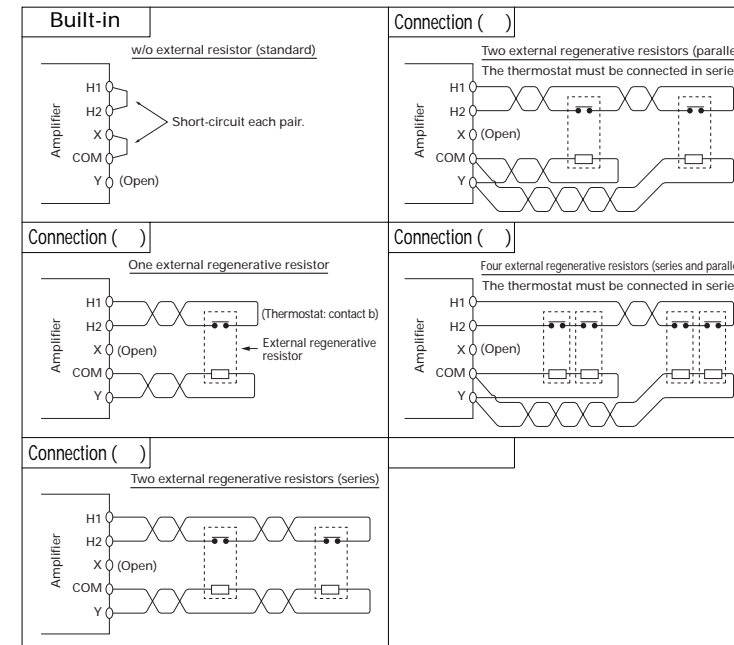 Built-in
w/o external resistor (standard)
H1
H2
X
COM
Y
Amplifier
Short-circuit each pair.
(Open)
Connection (    )
Two external regenerative resistors (paralle
The thermostat must be connected in serie
H1
H2
X
COM
Y
Amplifier
(Open)
Connection (    )
One external regenerative resistor
H1
H2
X
COM
Y
Amplifier
(Open)
(Thermostat: contact b)
External regenerative
resistor
Connection (    )
Four external regenerative resistors (series and paralle
The thermostat must be connected in serie
H1
H2
X
COM
Y
Amplifier
(Open)
Connection (    )
Two external regenerative resistors (series)
H1
H2
X
COM
Y
Amplifier
(Open)